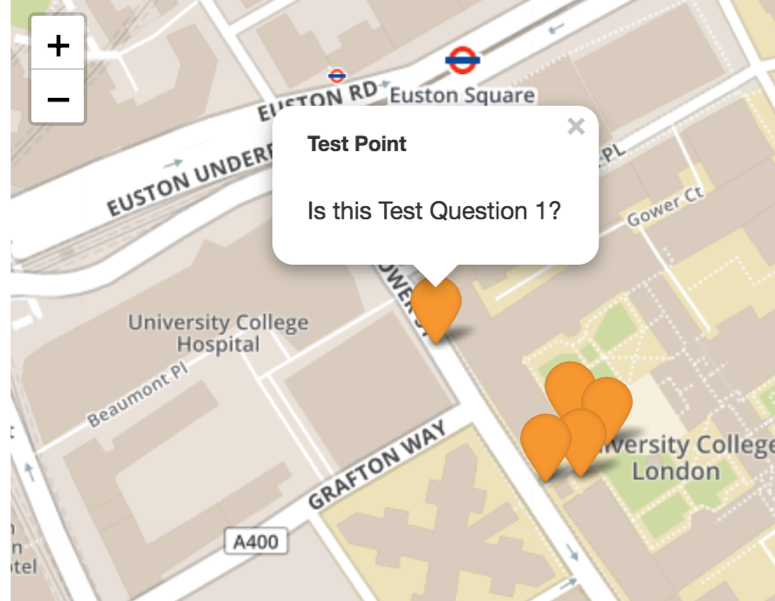 +
−
EUSTON RD
Euston Square
EUSTON UNDER
Test Point
×
Is this Test Question 1?
PL
Gower Ct
OWER
University College
Hospital
Beaumont Pl
versity College
London
GRAFTON WAY
A400
n
tel